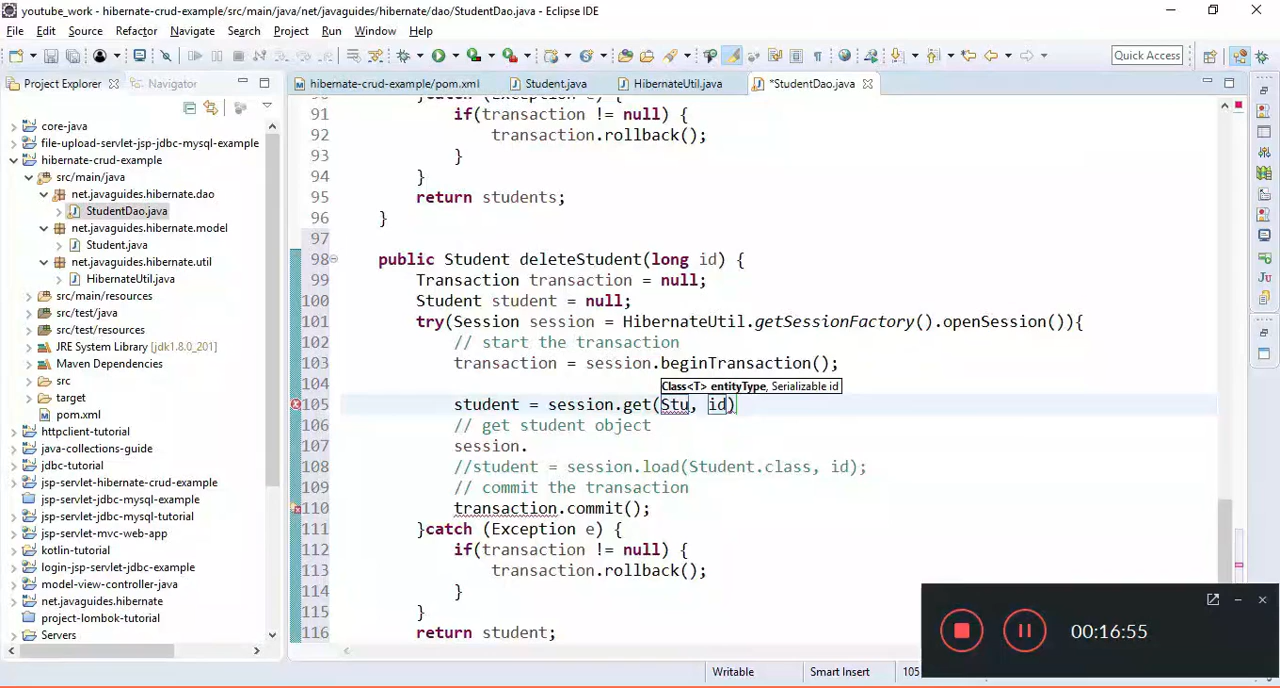 youtube_work - hibernate-crud-example/src/main/java/net/javaguides/hibernate/dao/StudentDao.java - Eclipse IDE
File Edit Source Refactor Navigate Search Project Run Window Help
Quick Access
Project Explorer Navigator
core-java
file-upload-servlet-jsp-jdbc-mysql-example
hibernate-crud-example
src/main/java
net.javaguides.hibernate.dao
StudentDao.java
net.javaguides.hibernate.model
Student.java
net.javaguides.hibernate.util
HibernateUtil.java
src/main/resources
src/test/java
src/test/resources
JRE System Library [jdk1.8.0_201]
Maven Dependencies
src
target
pom.xml
httpclient-tutorial
java-collections-guide
jdbc-tutorial
jsp-servlet-hibernate-crud-example
jsp-servlet-jdbc-mysql-example
jsp-servlet-jdbc-mysql-tutorial
jsp-servlet-mvc-web-app
kotlin-tutorial
login-jsp-servlet-jdbc-example
model-view-controller-java
net.javaguides.hibernate
project-lombok-tutorial
Servers
hibernate-crud-example/pom.xml Student.java HibernateUtil.java *StudentDao.java
90 }catch (Exception e) {
91 if(transaction != null) {
92 transaction.rollback();
93 }
94 }
95 return students;
96 }
97
98 public Student deleteStudent(long id) {
99 Transaction transaction = null;
100 Student student = null;
101 try(Session session = HibernateUtil.getSessionFactory().openSession()){
102 // start the transaction
103 transaction = session.beginTransaction();
104
Class<T> entityType, Serializable id
105 student = session.get(Stu, id)
106 // get student object
107 session.
108 //student = session.load(Student.class, id);
109 // commit the transaction
110 transaction.commit();
111 }catch (Exception e) {
112 if(transaction != null) {
113 transaction.rollback();
114 }
115 }
116 return student;
00:16:55
Writable Smart Insert 105